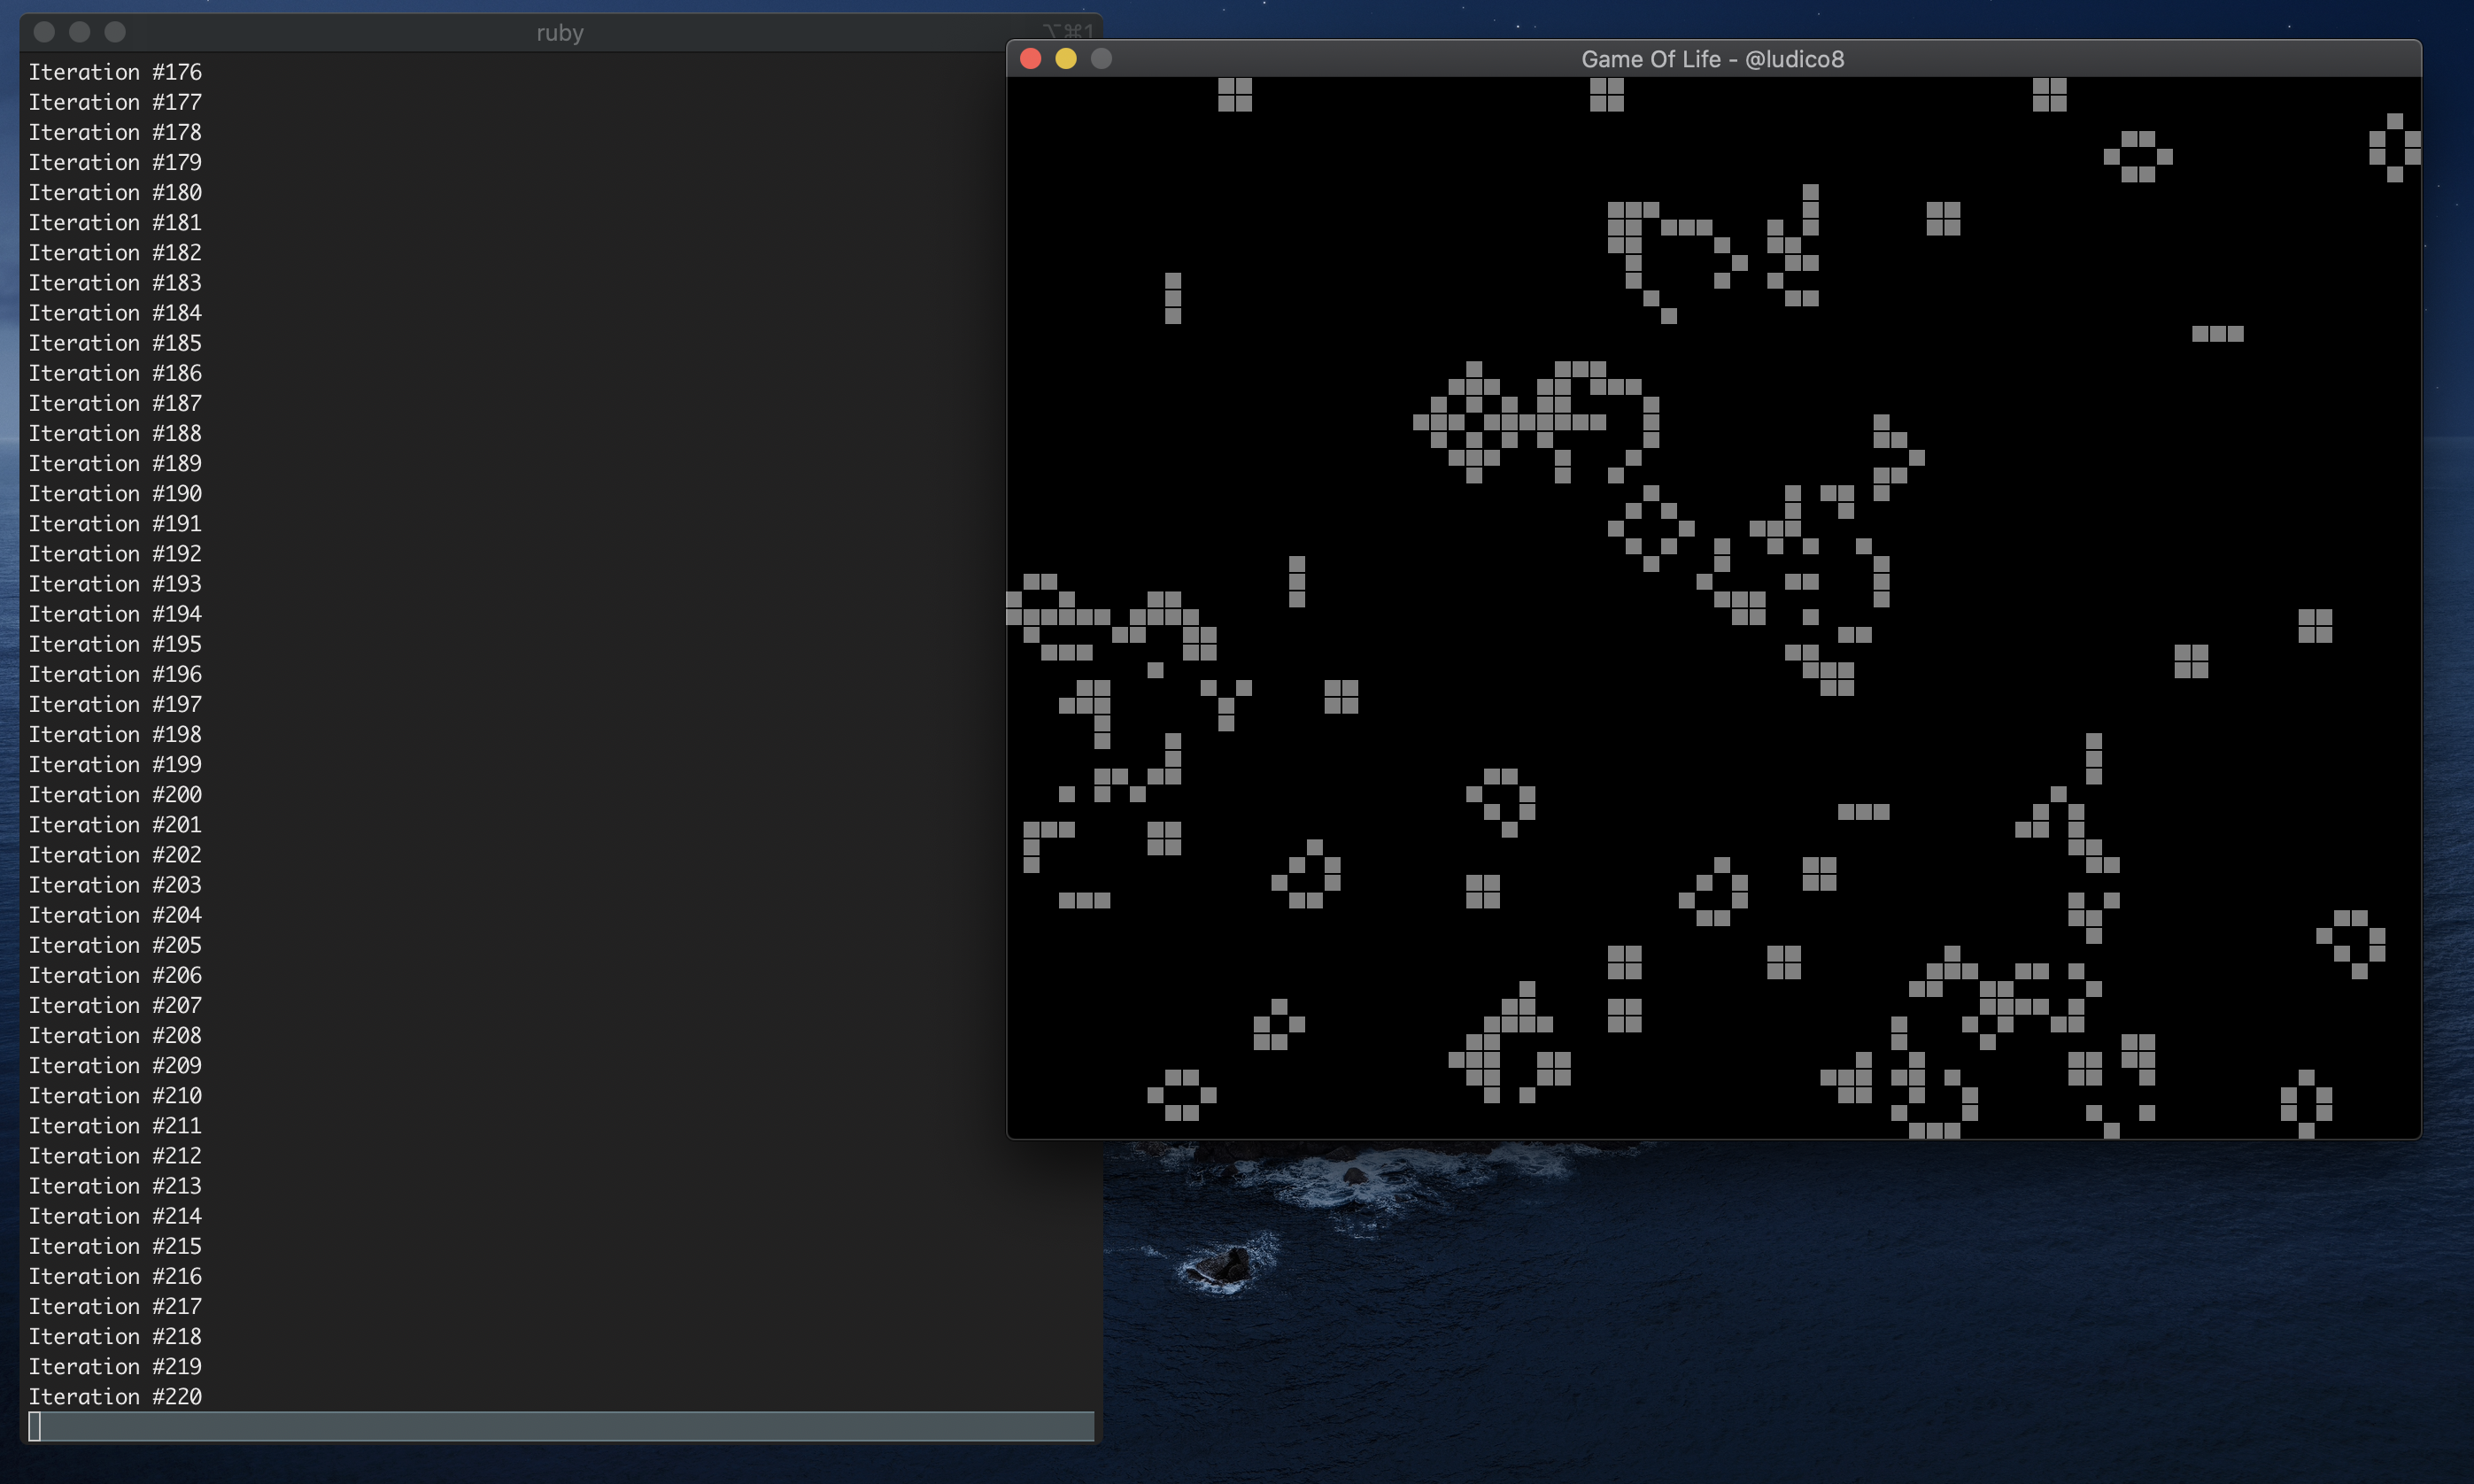 ruby
⌥⌘1
Iteration #176
Iteration #177
Iteration #178
Iteration #179
Iteration #180
Iteration #181
Iteration #182
Iteration #183
Iteration #184
Iteration #185
Iteration #186
Iteration #187
Iteration #188
Iteration #189
Iteration #190
Iteration #191
Iteration #192
Iteration #193
Iteration #194
Iteration #195
Iteration #196
Iteration #197
Iteration #198
Iteration #199
Iteration #200
Iteration #201
Iteration #202
Iteration #203
Iteration #204
Iteration #205
Iteration #206
Iteration #207
Iteration #208
Iteration #209
Iteration #210
Iteration #211
Iteration #212
Iteration #213
Iteration #214
Iteration #215
Iteration #216
Iteration #217
Iteration #218
Iteration #219
Iteration #220
Game Of Life - @ludico8